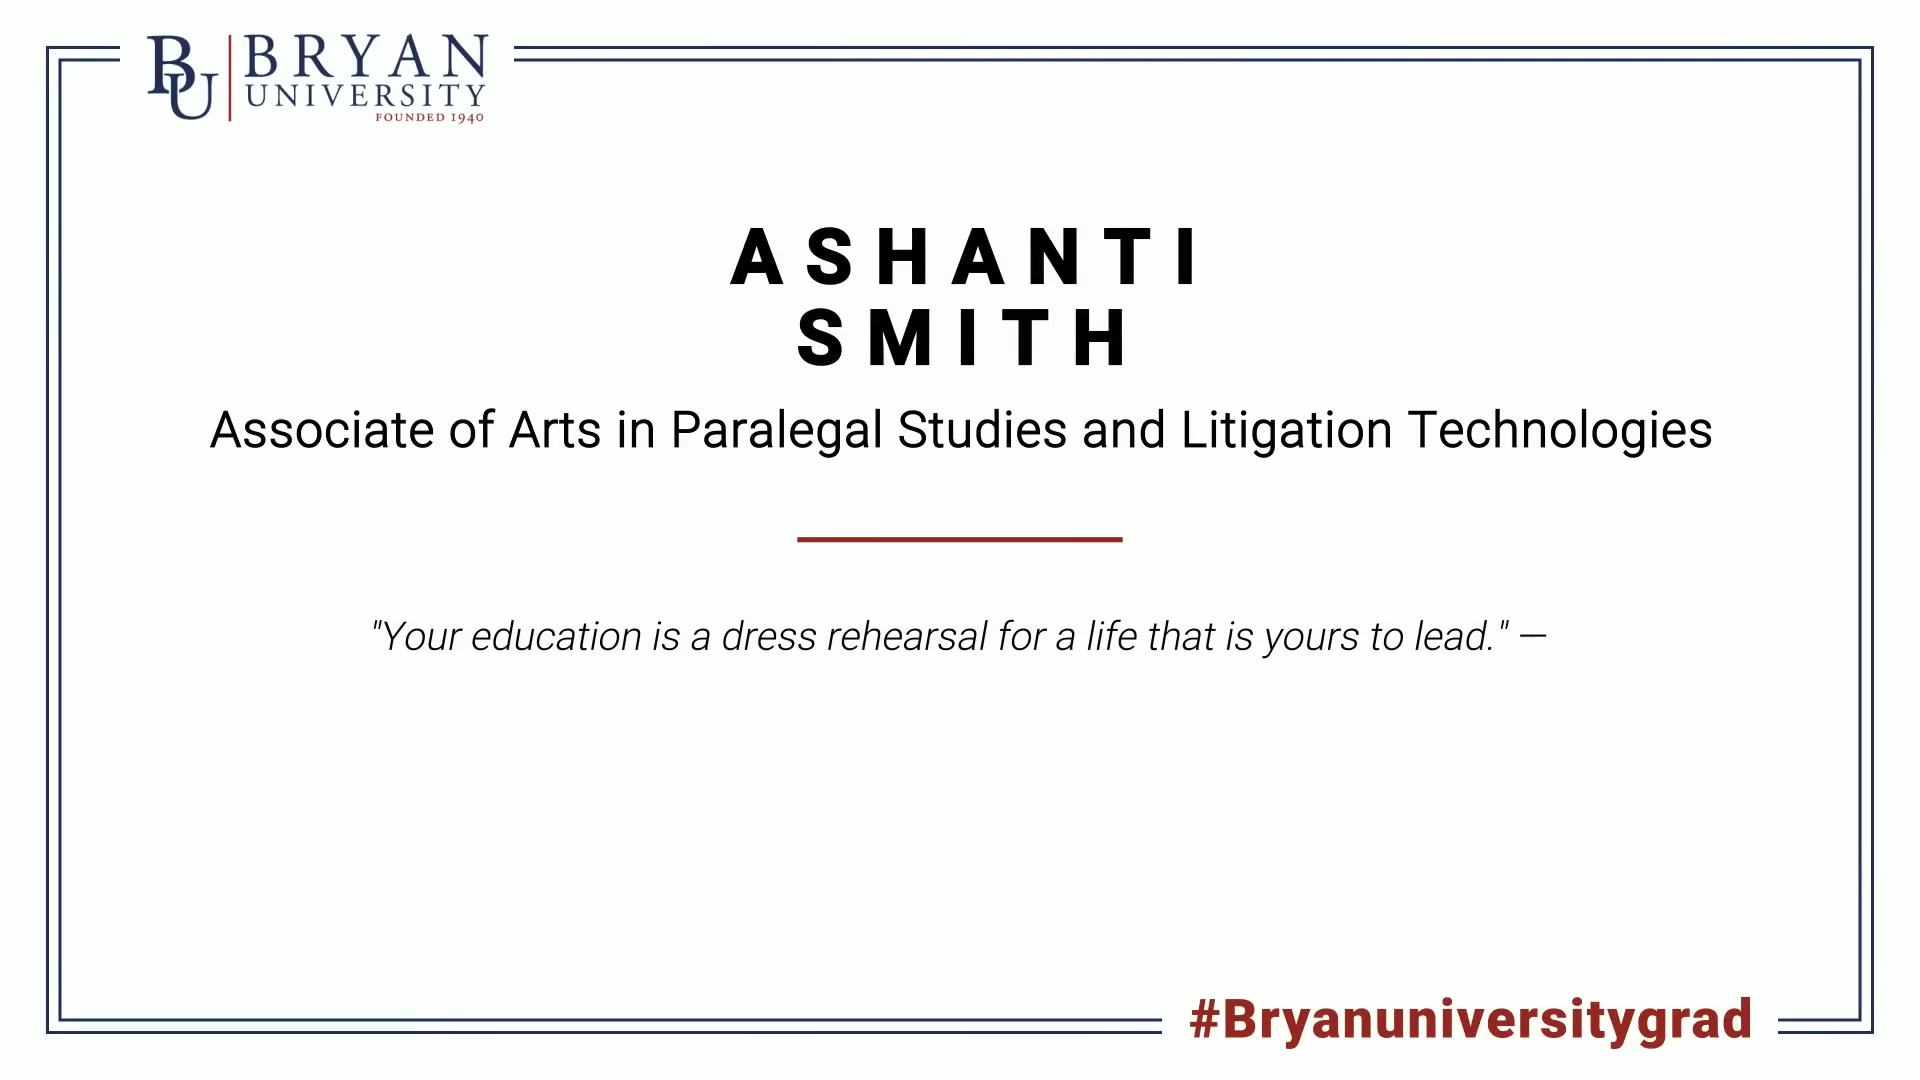 BU
BRYAN
UNIVERSITY
FOUNDED 1940
ASHANTI
SMITH
Associate of Arts in Paralegal Studies and Litigation Technologies
"Your education is a dress rehearsal for a life that is yours to lead." —
#Bryanuniversitygrad